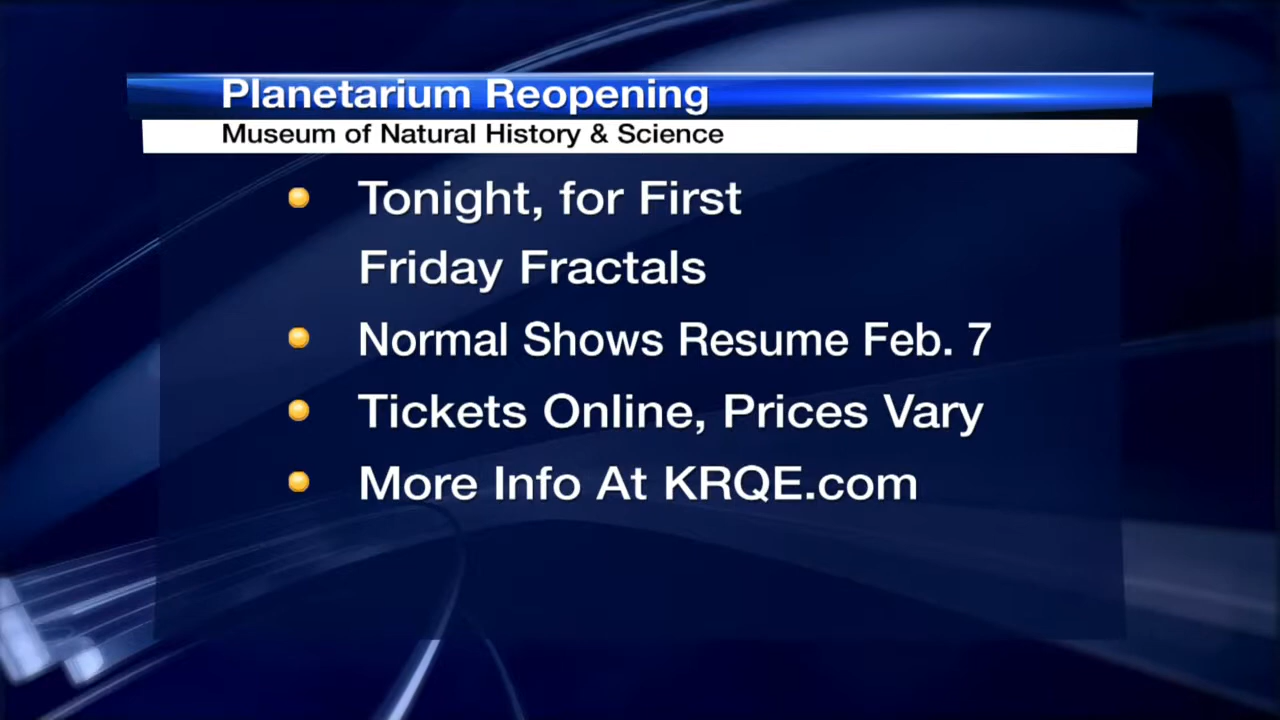 Planetarium Reopening
Museum of Natural History & Science
Tonight, for First
Friday Fractals
Normal Shows Resume Feb. 7
Tickets Online, Prices Vary
More Info At KRQE.com